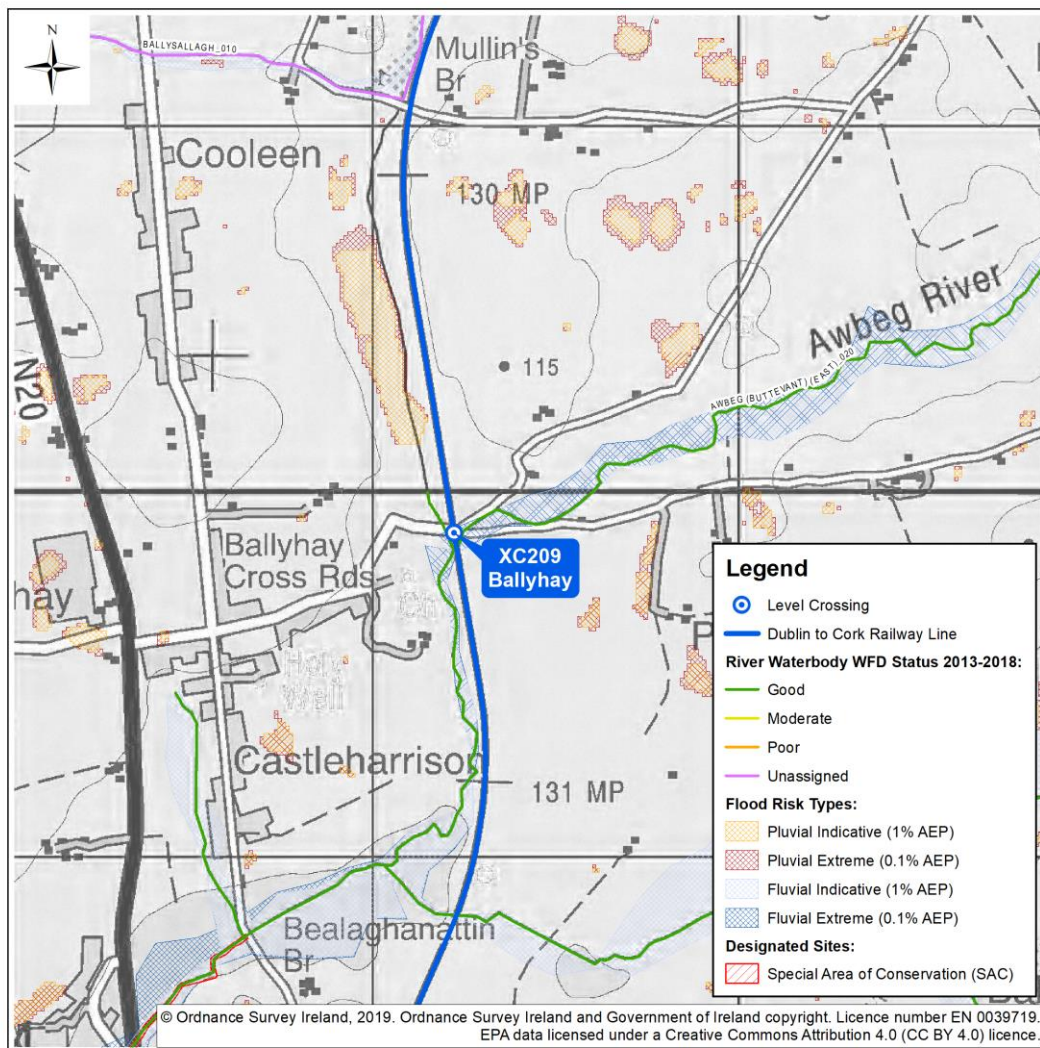 N
BALLYSALLAGH_010
Mullin's
Br
Cooleen
130 MP
Awbeg River
N20
115
AWBEG (BUTTEVANT) (EAST)_020
XC209
Ballyhay
Ballyhay
Cross Rds
hay
Ch
Holy
Well
Castleharrison
131 MP
Bealaghanattin
Br
P
Legend
Level Crossing
Dublin to Cork Railway Line
River Waterbody WFD Status 2013-2018:
Good
Moderate
Poor
Unassigned
Flood Risk Types:
Pluvial Indicative (1% AEP)
Pluvial Extreme (0.1% AEP)
Fluvial Indicative (1% AEP)
Fluvial Extreme (0.1% AEP)
Designated Sites:
Special Area of Conservation (SAC)
© Ordnance Survey Ireland, 2019. Ordnance Survey Ireland and Government of Ireland copyright. Licence number EN 0039719.
EPA data licensed under a Creative Commons Attribution 4.0 (CC BY 4.0) licence.